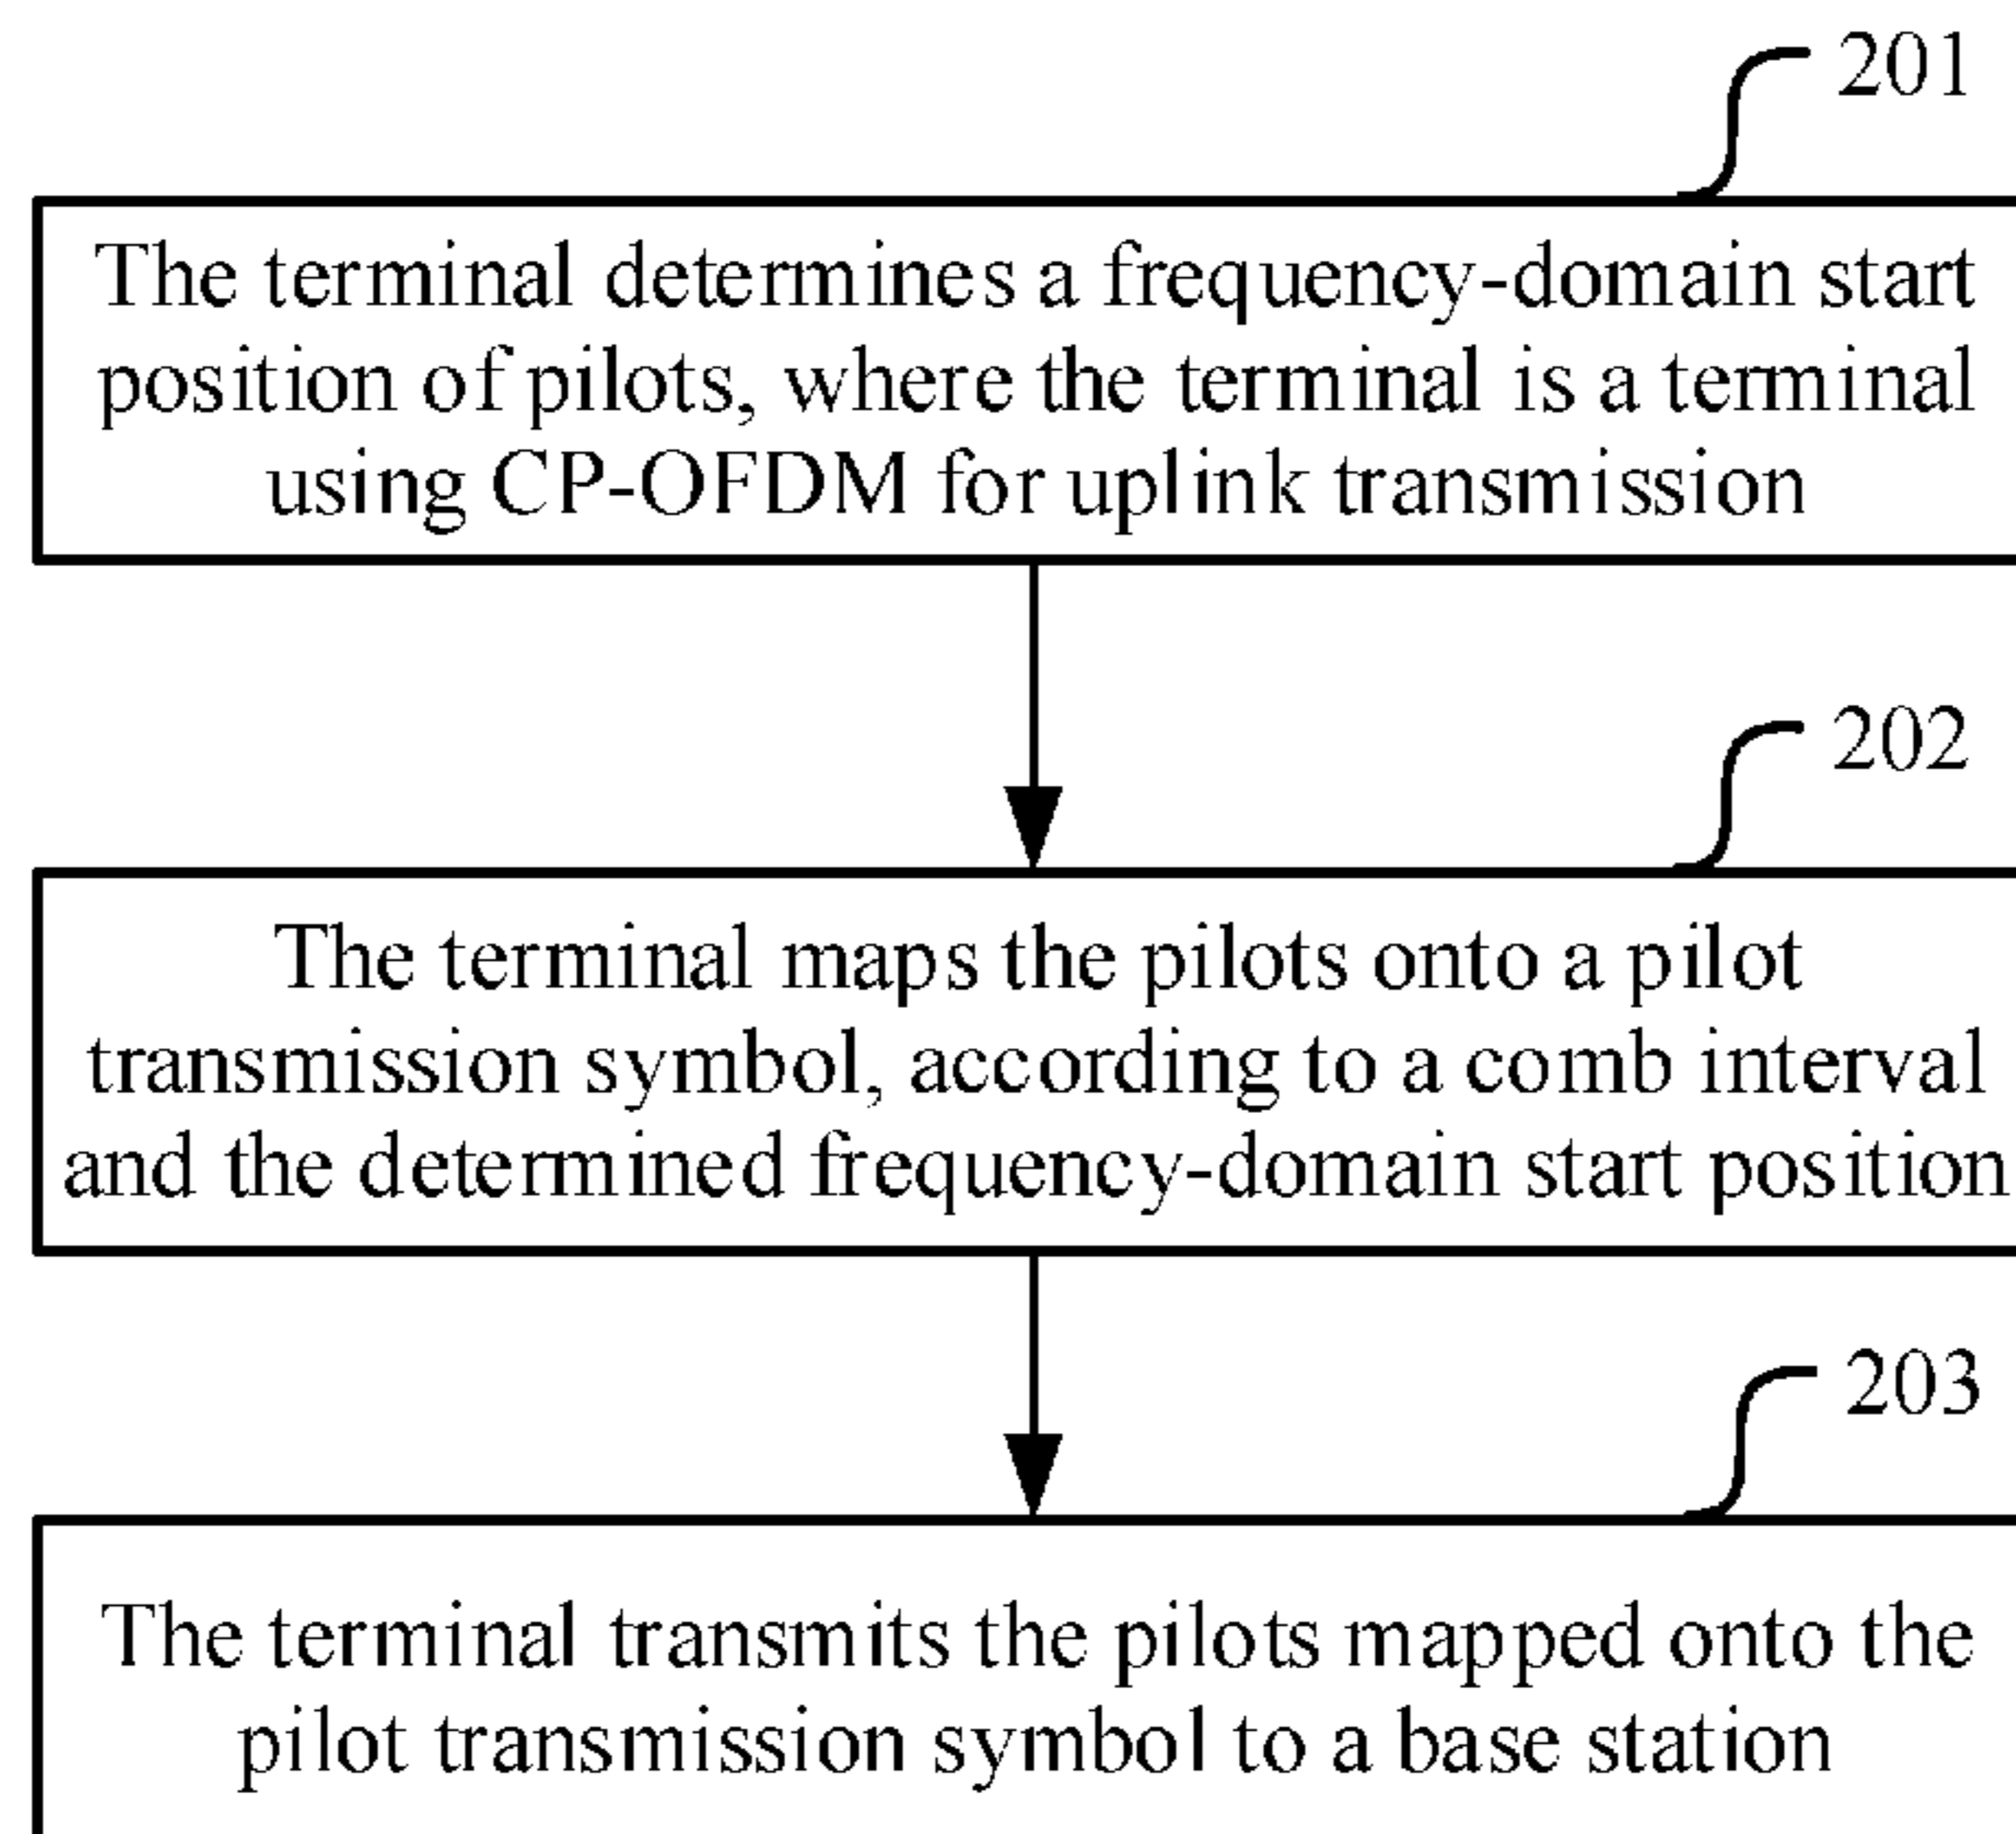 201
The terminal determines a frequency-domain start
position of pilots, where the terminal is a terminal
using CP-OFDM for uplink transmission
202
The terminal maps the pilots onto a pilot
transmission symbol, according to a comb interval
and the determined frequency-domain start position
203
The terminal transmits the pilots mapped onto the
pilot transmission symbol to a base station